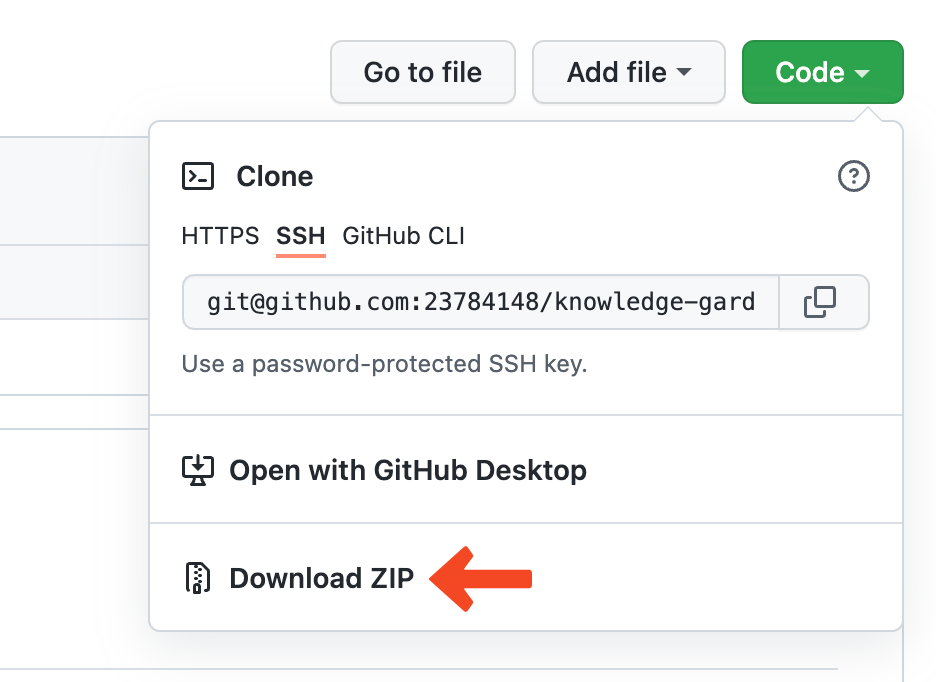 Go to file Add file Code
Clone
HTTPS SSH GitHub CLI
git@github.com:23784148/knowledge-gard
Use a password-protected SSH key.
Open with GitHub Desktop
Download ZIP